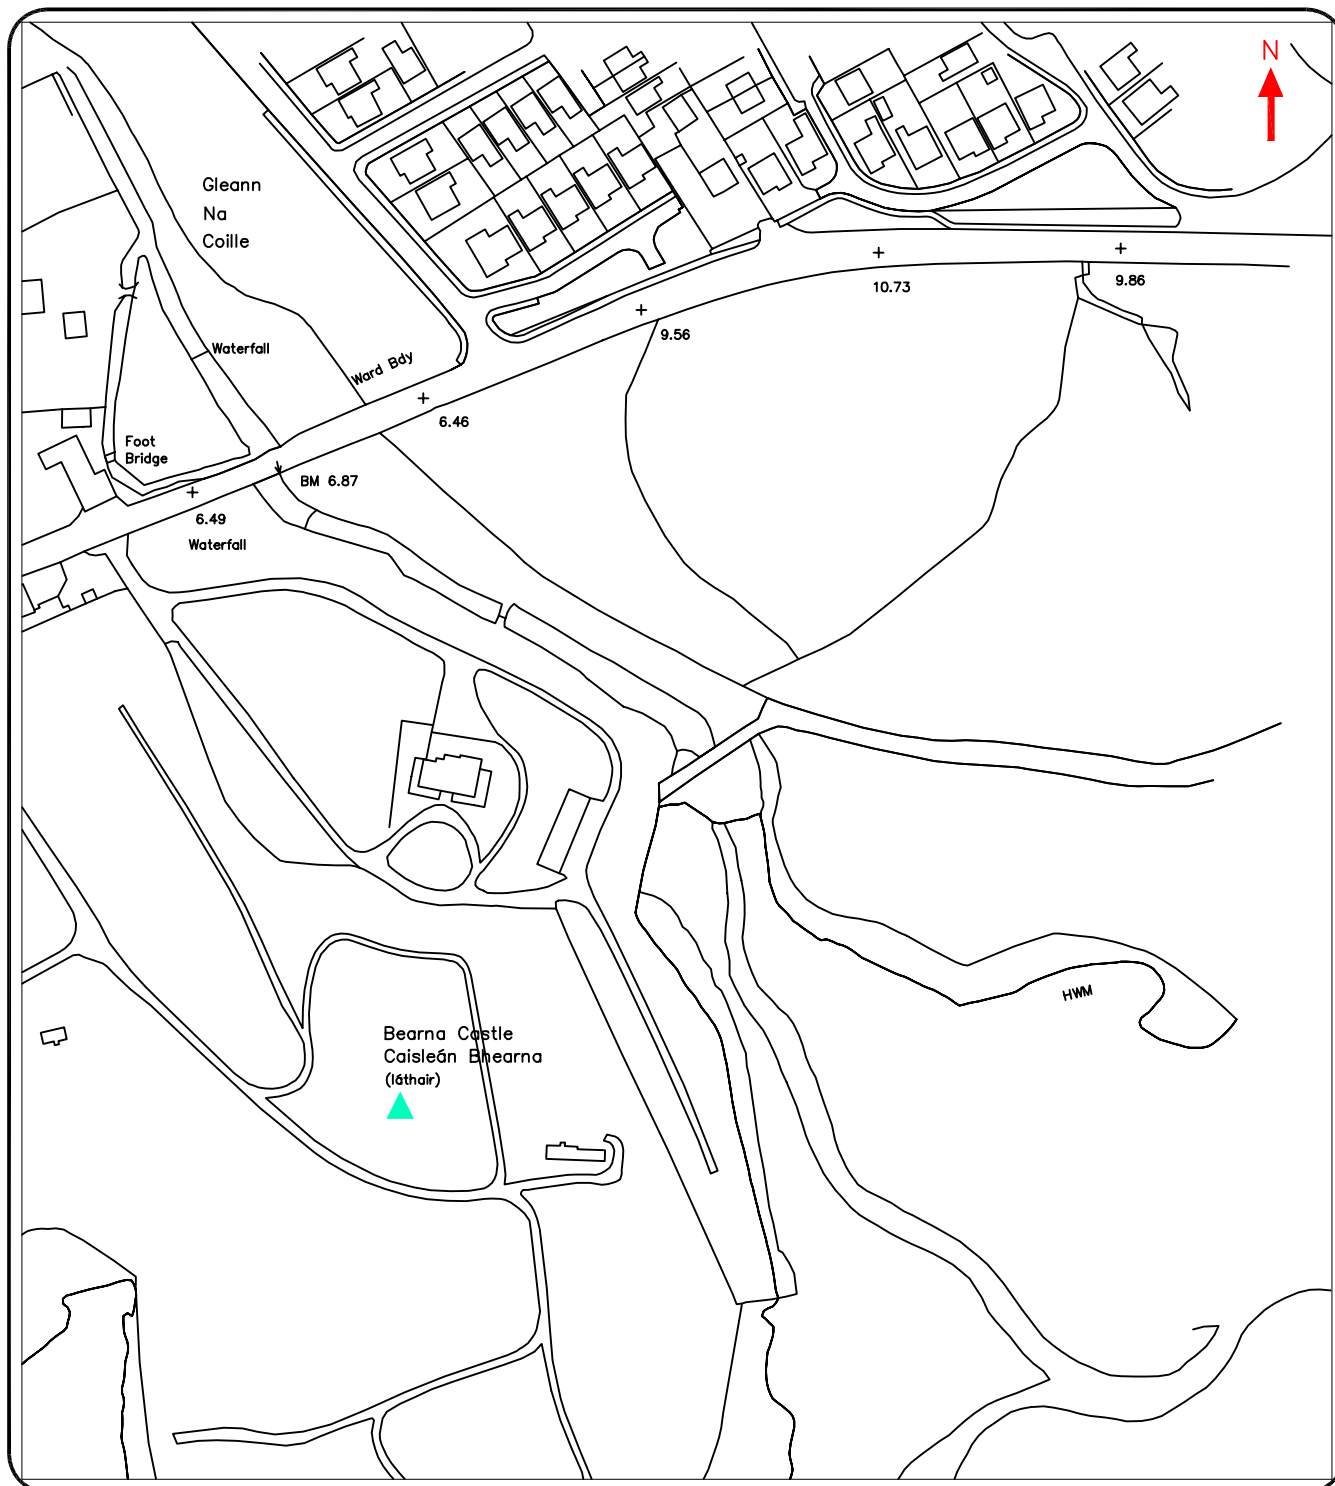 N
Gleann
Na
Coille
9.86
10.73
9.56
Waterfall
Ward Bdy
6.46
Foot
Bridge
BM 6.87
6.49
Waterfall
HWM
Bearna Castle
Caisleán Bhearna
(láthair)